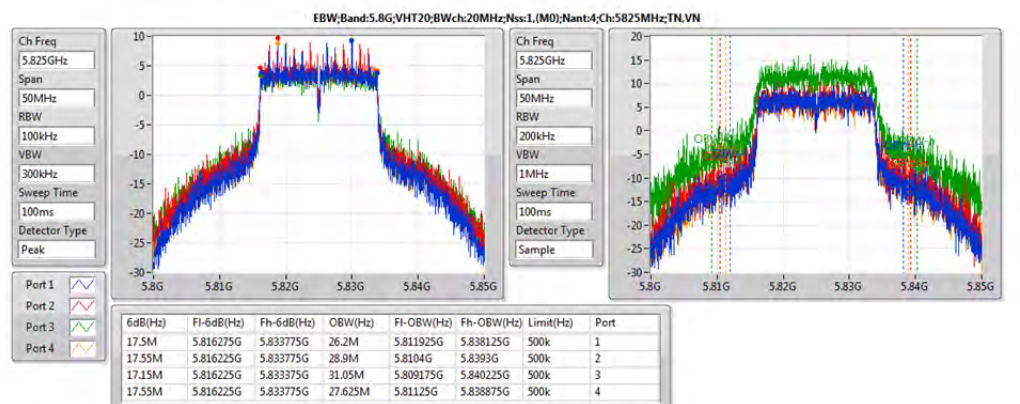 EBW;Band:5.8G;VHT20;BWch:20MHz;Nss:1,(M0);Nant:4;Ch:5825MHz;TN,VN
Ch Freq
5.825GHz
Span
50MHz
RBW
100kHz
VBW
300kHz
Sweep Time
100ms
Detector Type
Peak
10
5
0
-5
-10
-15
-20
-25
-30
5.8G
5.81G
5.82G
5.83G
5.84G
5.85G
Ch Freq
5.825GHz
Span
50MHz
RBW
200kHz
VBW
1MHz
Sweep Time
100ms
Detector Type
Sample
20
15
10
5
0
-5
-10
-15
-20
-25
-30
5.8G
5.81G
5.82G
5.83G
5.84G
5.85G
Port 1
Port 2
Port 3
Port 4
6dB(Hz) Fl-6dB(Hz) Fh-6dB(Hz) OBW(Hz) Fl-OBW(Hz) Fh-OBW(Hz) Limit(Hz) Port
17.5M 5.816275G 5.833775G 26.2M 5.811925G 5.838125G 500k 1
17.55M 5.816225G 5.833775G 28.9M 5.8104G 5.8393G 500k 2
17.15M 5.816225G 5.833375G 31.05M 5.809175G 5.840225G 500k 3
17.55M 5.816225G 5.833775G 27.625M 5.81125G 5.838875G 500k 4